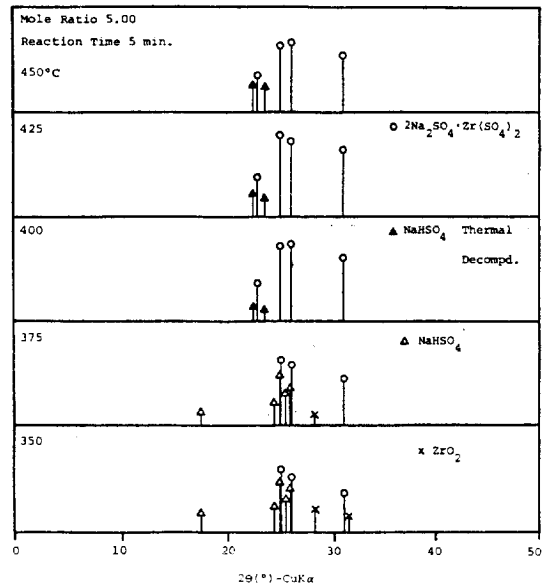 Mole Ratio 5.00
Reaction Time 5 min.
450°C
425
o 2Na₂SO₄·Zr(SO₄)₂
400
▲ NaHSO₄ Thermal
Decompd.
375
△ NaHSO₄
350
x ZrO₂
0 10 20 30 40 50
2θ(°)-CuKα